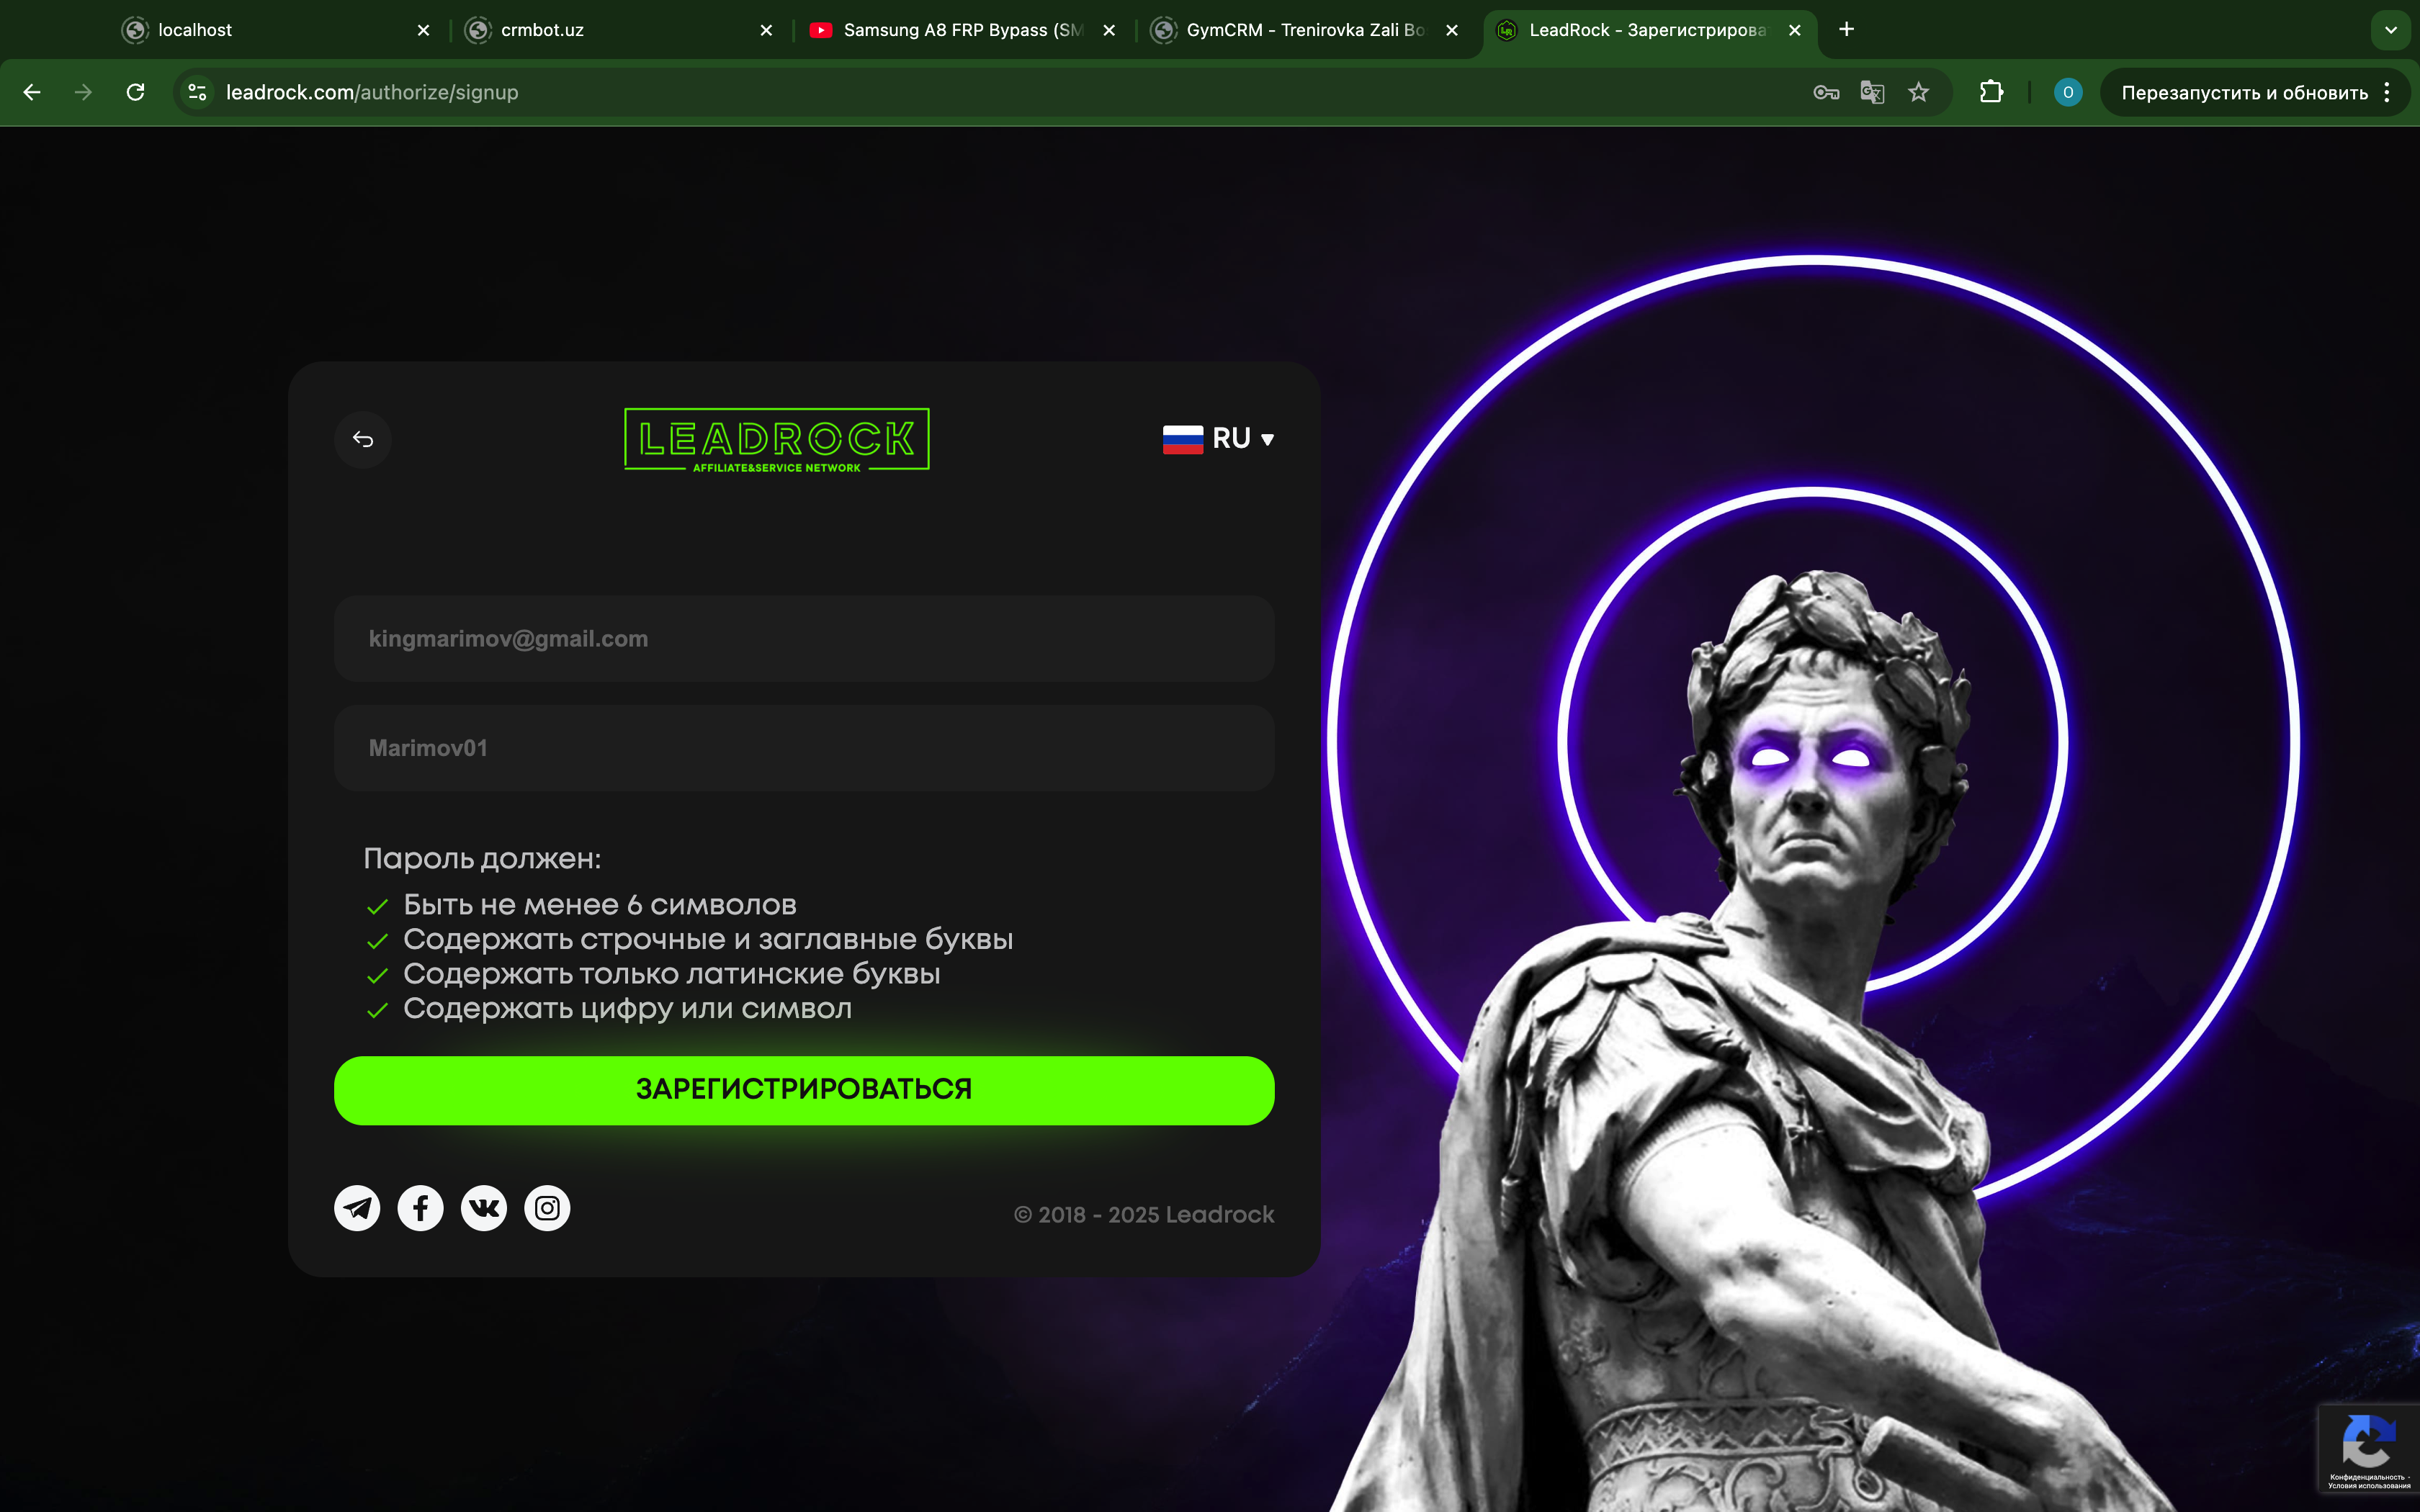 localhost
crmbot.uz
Samsung A8 FRP Bypass (SM
GymCRM - Trenirovka Zali Bo
LeadRock - Зарегистрирова
leadrock.com/authorize/signup
O
Перезапустить и обновить
LEADROCK
AFFILIATE&SERVICE NETWORK
RU
kingmarimov@gmail.com
Marimov01
Пароль должен:
Быть не менее 6 символов
Содержать строчные и заглавные буквы
Содержать только латинские буквы
Содержать цифру или символ
ЗАРЕГИСТРИРОВАТЬСЯ
© 2018 - 2025 Leadrock
Конфиденциальность -
Условия использования